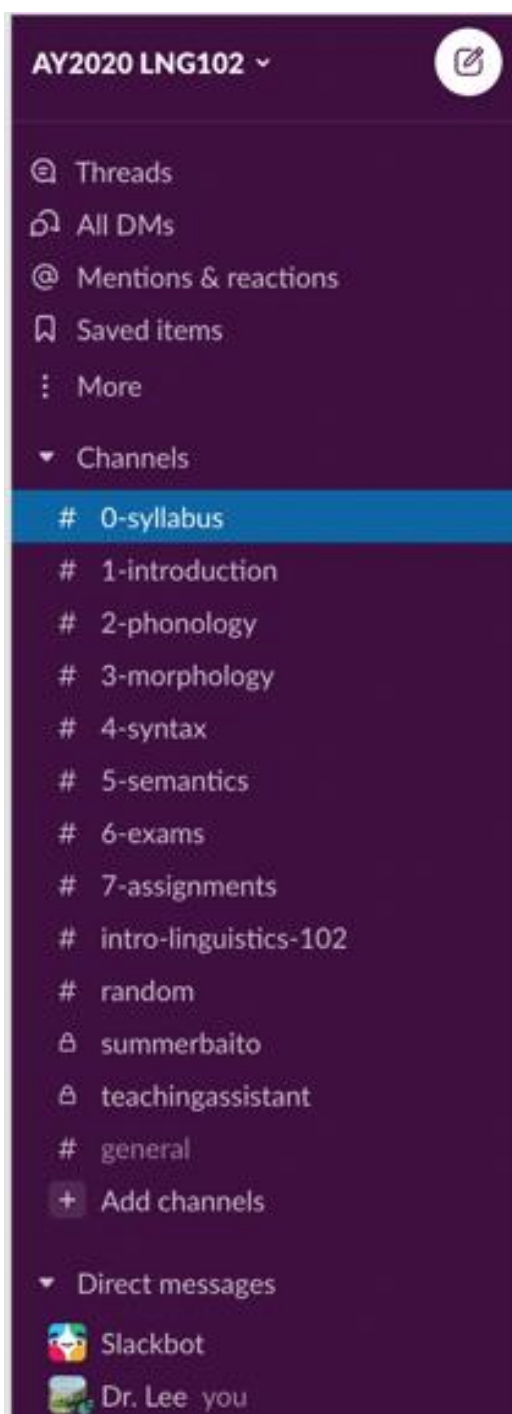 AY2020 LNG102
Threads
All DMs
@ Mentions & reactions
Saved items
More
Channels
# 0-syllabus
# 1-introduction
# 2-phonology
# 3-morphology
# 4-syntax
# 5-semantics
# 6-exams
# 7-assignments
# intro-linguistics-102
# random
summerbaito
teachingassistant
# general
+ Add channels
Direct messages
Slackbot
Dr. Lee you